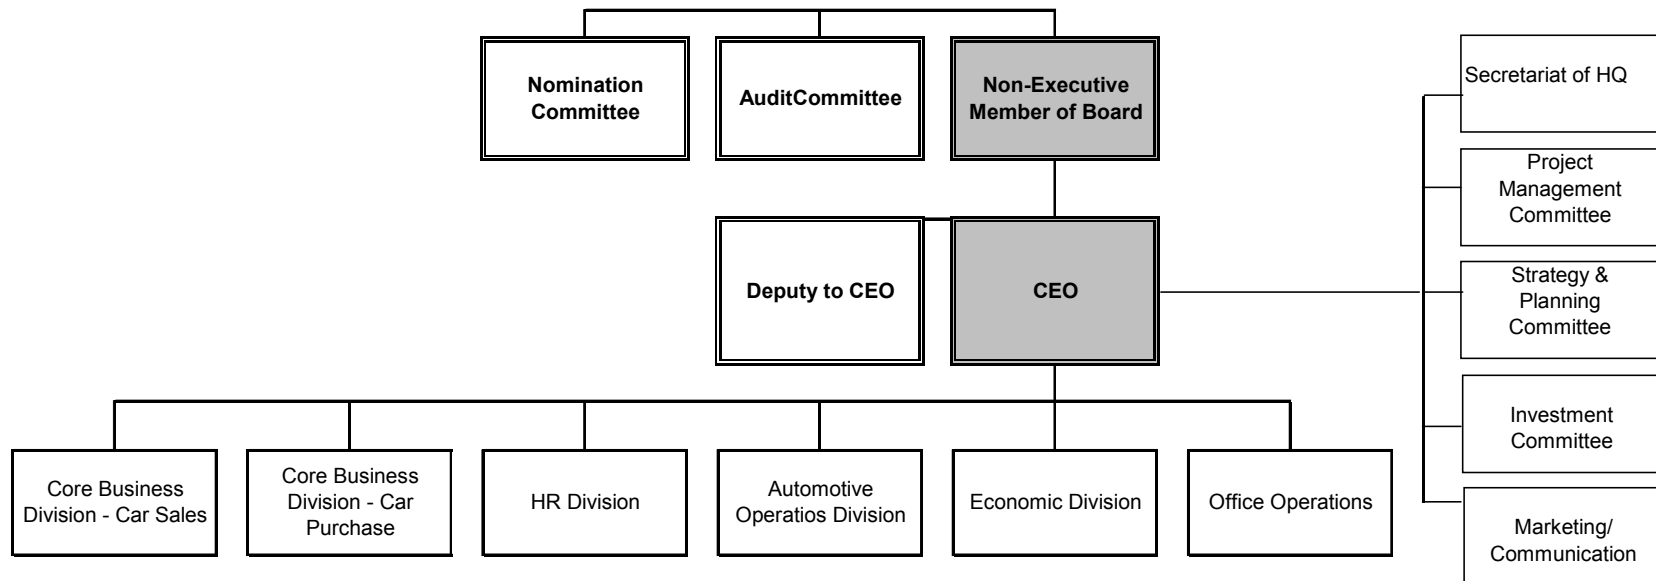 Nomination
Committee
AuditCommittee
Non-Executive
Member of Board
Secretariat of HQ
Project
Management
Committee
Deputy to CEO
CEO
Strategy &
Planning
Committee
Investment
Committee
Core Business
Division - Car Sales
Core Business
Division - Car
Purchase
HR Division
Automotive
Operatios Division
Economic Division
Office Operations
Marketing/
Communication